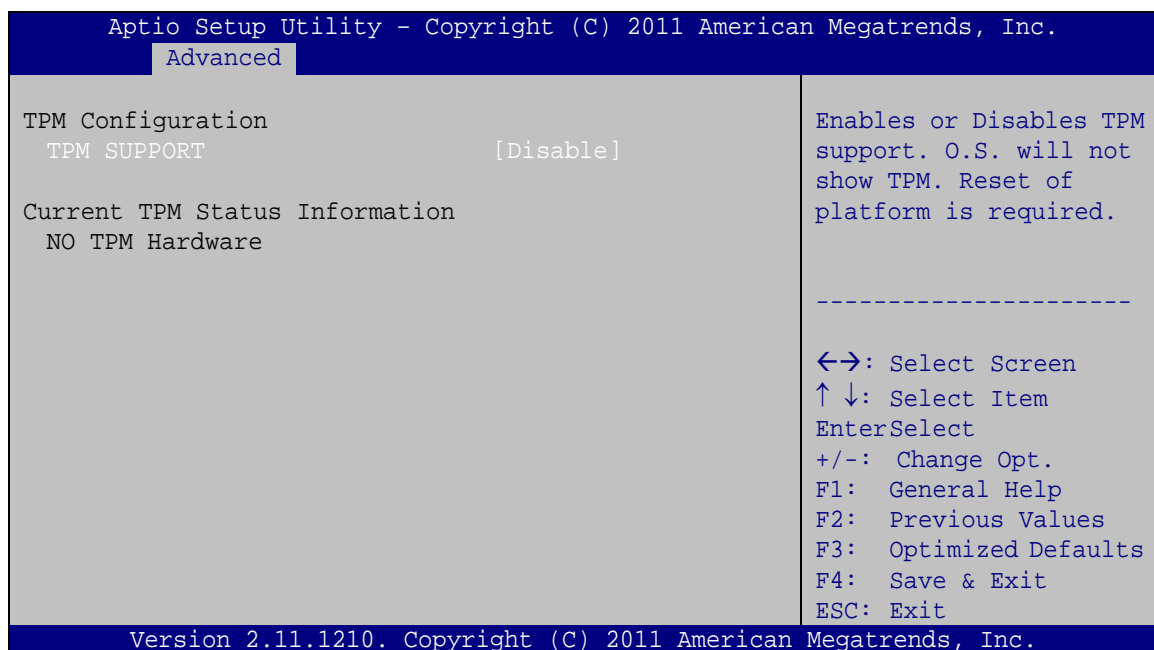 Aptio Setup Utility – Copyright (C) 2011 American Megatrends, Inc.
Advanced
TPM Configuration
TPM SUPPORT [Disable]
Current TPM Status Information
NO TPM Hardware
Enables or Disables TPM
support. O.S. will not
show TPM. Reset of
platform is required.
----------------------
←→: Select Screen
↑ ↓: Select Item
EnterSelect
+/-: Change Opt.
F1: General Help
F2: Previous Values
F3: Optimized Defaults
F4: Save & Exit
ESC: Exit
Version 2.11.1210. Copyright (C) 2011 American Megatrends, Inc.